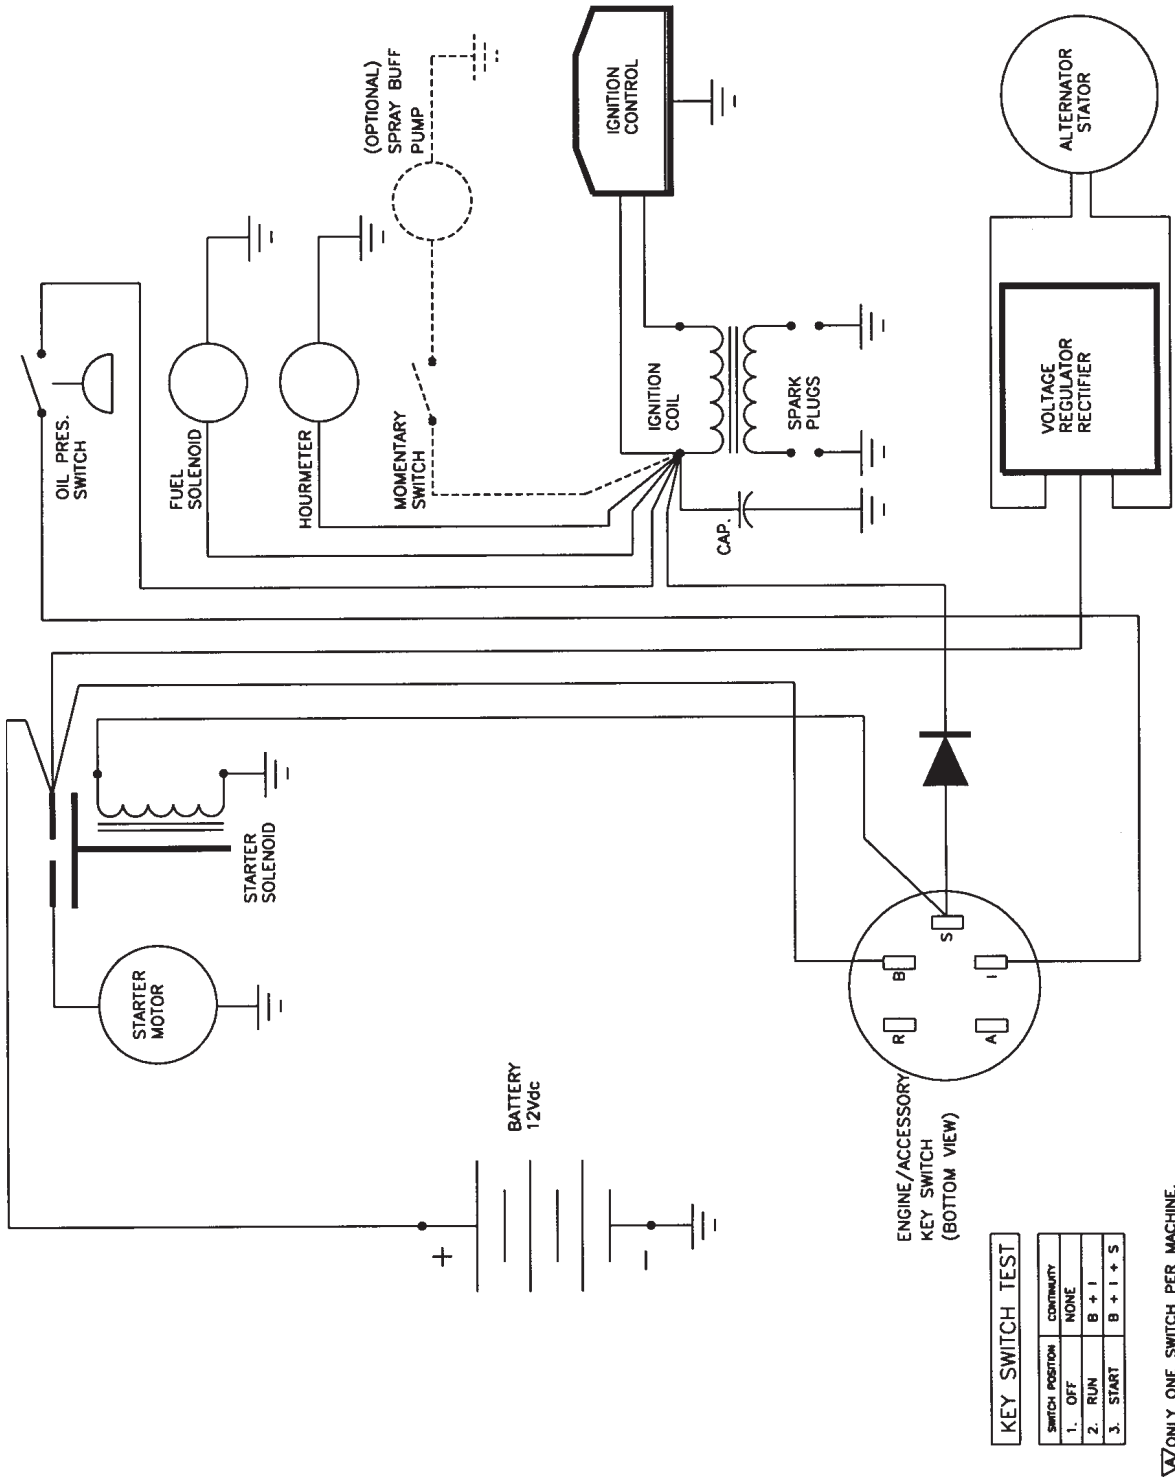 OIL PRES.
SWITCH
FUEL
SOLENOID
HOURMETER
(OPTIONAL)
SPRAY BUFF
PUMP
MOMENTARY
SWITCH
IGNITION
CONTROL
IGNITION
COIL
SPARK
PLUGS
CAP.
ALTERNATOR
STATOR
VOLTAGE
REGULATOR
RECTIFIER
STARTER
SOLENOID
STARTER
MOTOR
BATTERY
12Vdc
+
-
B
S
R
I
A
ENGINE/ACCESSORY
KEY SWITCH
(BOTTOM VIEW)
KEY SWITCH TEST
SWITCH POSITION CONTINUITY
1. OFF NONE
2. RUN B + I
3. START B + I + S
ONLY ONE SWITCH PER MACHINE.